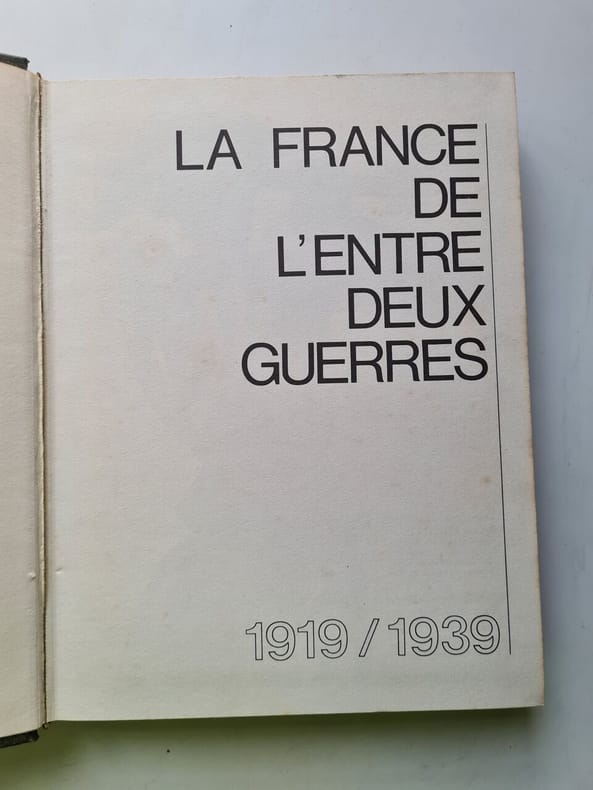 LA FRANCE
DE
L'ENTRE
DEUX
GUERRES
1919 / 1939